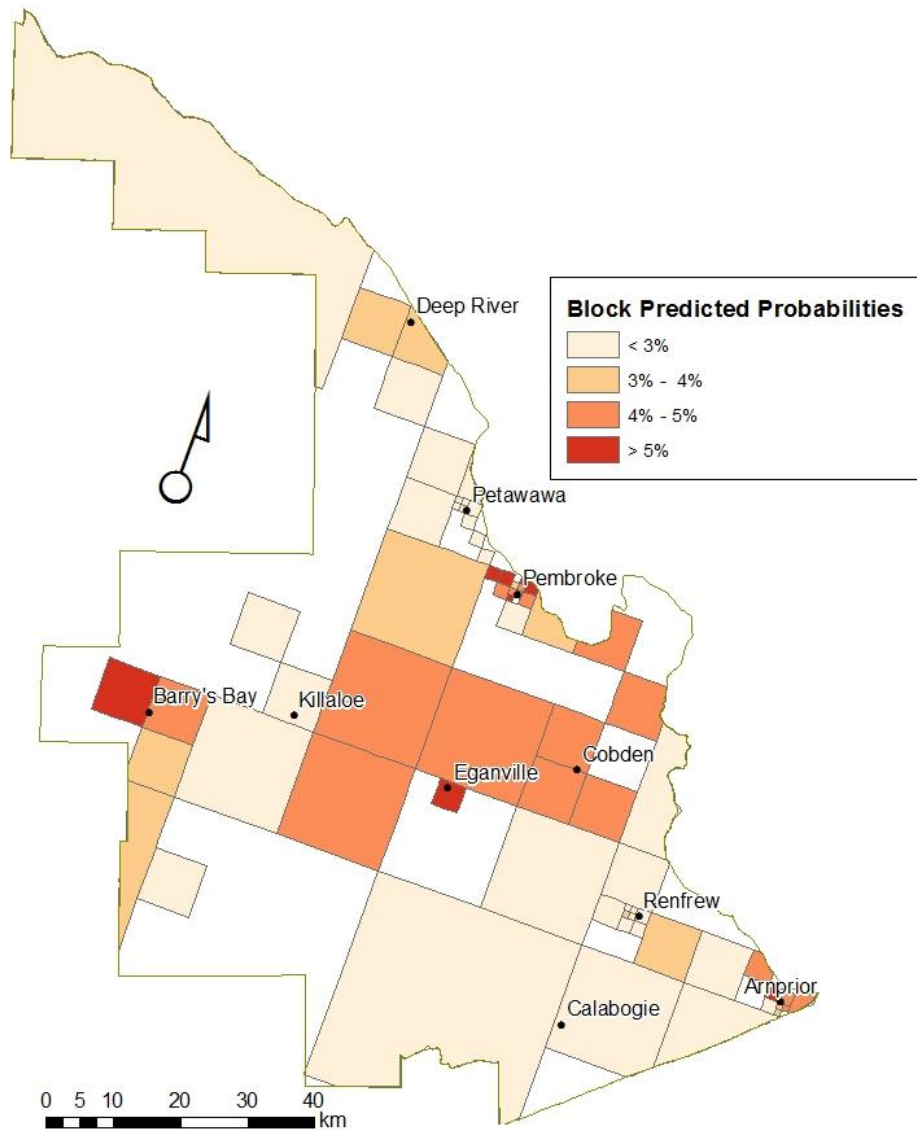 Deep River
Block Predicted Probabilities
< 3%
3% - 4%
4% - 5%
> 5%
Petawawa
Pembroke
Barry's Bay
Killaloe
Cobden
Eganville
Renfrew
Arnprior
Calabogie
0 5 10 20 30 40
km